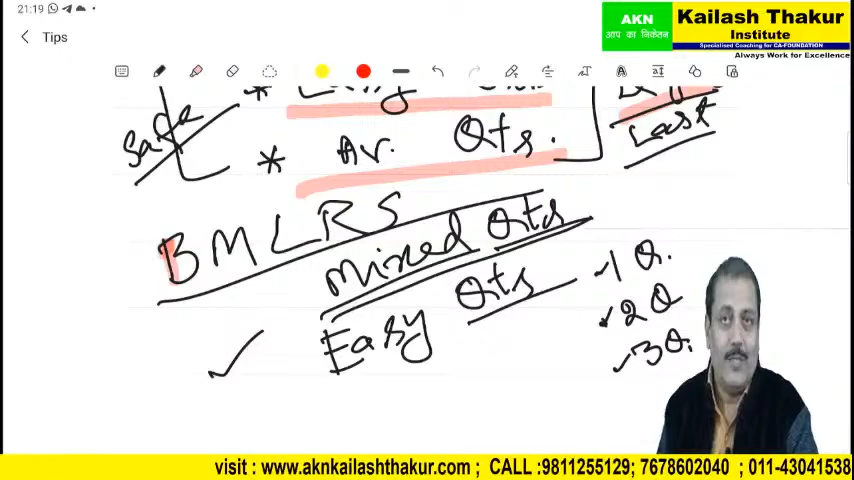 21:19
AKN
आप का निकेतन
Kailash Thakur
Institute
Specialised Coaching for CA-FOUNDATION
Always Work for Excellence
Tips
Safe
* Av. Qts.
Last
BMLRS
Mixed Qts
Easy Qts
1 Q.
2 Q
3 Q.
visit : www.aknkailashthakur.com ; CALL :9811255129; 7678602040 ; 011-43041538